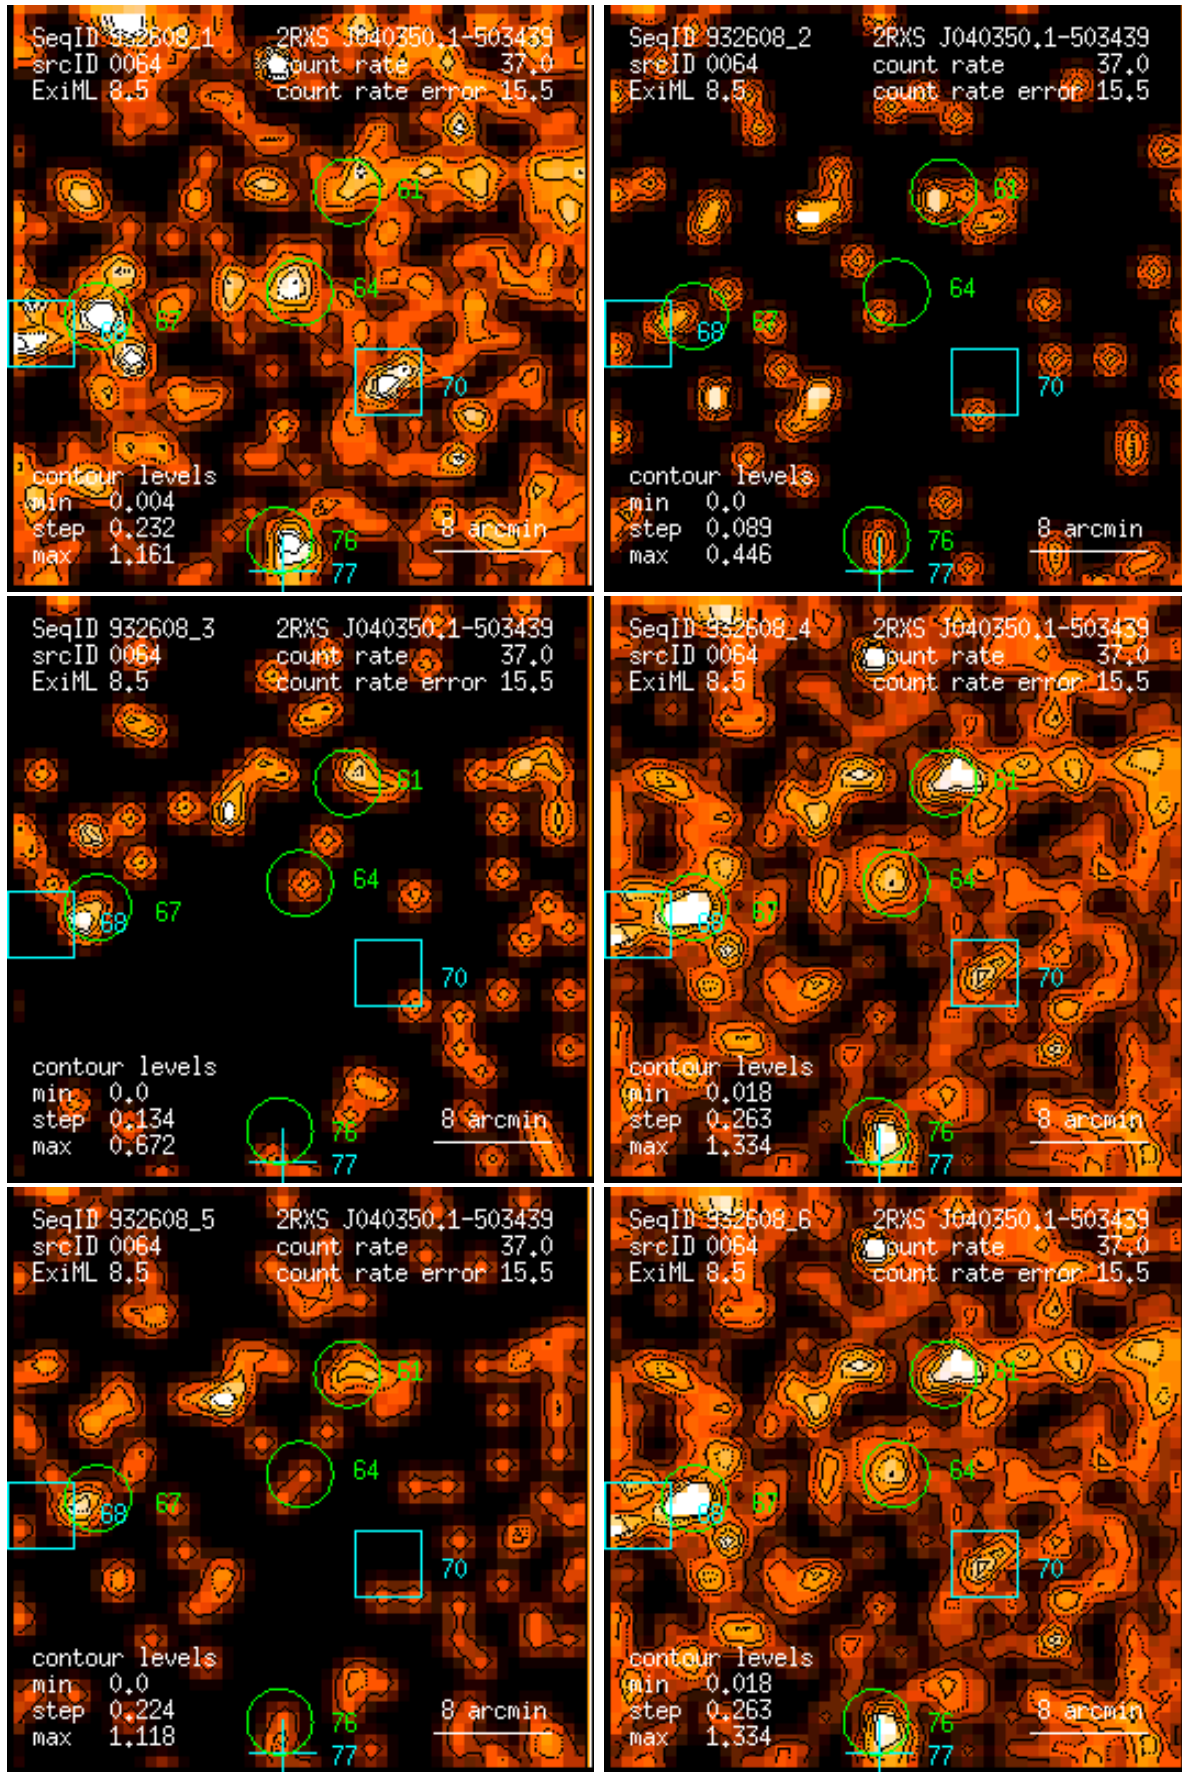 SeqID 932608_1 2RXS J040350.1-503439
srcID 0064 count rate 37.0
ExiML 8.5 count rate error 15.5
61
64
67
68
70
contour levels
min 0.004
step 0.232 8 arcmin
max 1.161
76
77
SeqID 932608_2 2RXS J040350.1-503439
srcID 0064 count rate 37.0
ExiML 8.5 count rate error 15.5
61
64
67
68
70
contour levels
min 0.0
step 0.089 8 arcmin
max 0.446
76
77
SeqID 932608_3 2RXS J040350.1-503439
srcID 0064 count rate 37.0
ExiML 8.5 count rate error 15.5
61
64
67
68
70
contour levels
min 0.0
step 0.134 8 arcmin
max 0.672
76
77
SeqID 932608_4 2RXS J040350.1-503439
srcID 0064 count rate 37.0
ExiML 8.5 count rate error 15.5
61
64
67
68
70
contour levels
min 0.018
step 0.263 8 arcmin
max 1.334
76
77
SeqID 932608_5 2RXS J040350.1-503439
srcID 0064 count rate 37.0
ExiML 8.5 count rate error 15.5
61
64
67
68
70
contour levels
min 0.0
step 0.224 8 arcmin
max 1.118
76
77
SeqID 932608_6 2RXS J040350.1-503439
srcID 0064 count rate 37.0
ExiML 8.5 count rate error 15.5
61
64
67
68
70
contour levels
min 0.018
step 0.263 8 arcmin
max 1.334
76
77